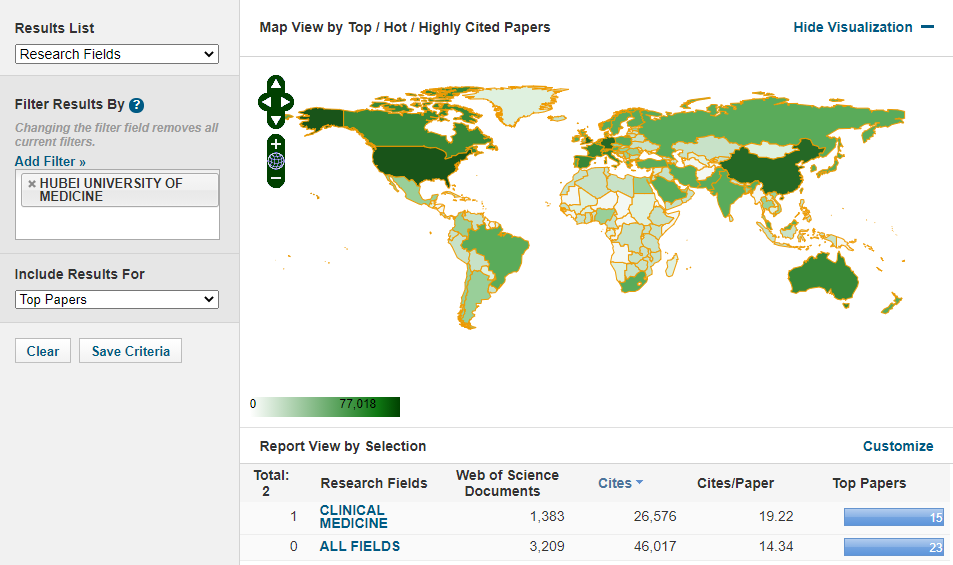 Results List
Research Fields
Filter Results By ?
Changing the filter field removes all
current filters.
Add Filter »
× HUBEI UNIVERSITY OF
MEDICINE
Include Results For
Top Papers
Clear Save Criteria
Map View by Top / Hot / Highly Cited Papers Hide Visualization
0 77,018
Report View by Selection Customize
Total:
2 Research Fields Web of Science
Documents Cites Cites/Paper Top Papers
1 CLINICAL
MEDICINE 1,383 26,576 19.22 15
0 ALL FIELDS 3,209 46,017 14.34 23